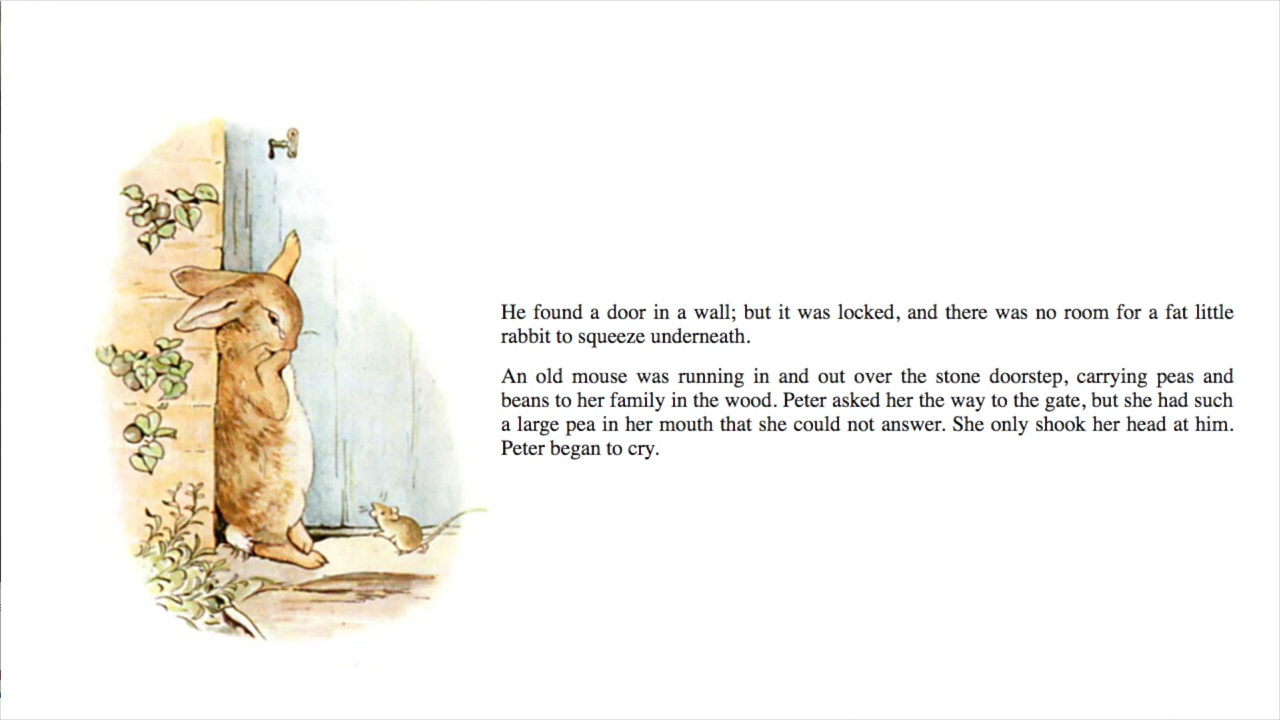 He found a door in a wall; but it was locked, and there was no room for a fat little
rabbit to squeeze underneath.
An old mouse was running in and out over the stone doorstep, carrying peas and
beans to her family in the wood. Peter asked her the way to the gate, but she had such
a large pea in her mouth that she could not answer. She only shook her head at him.
Peter began to cry.